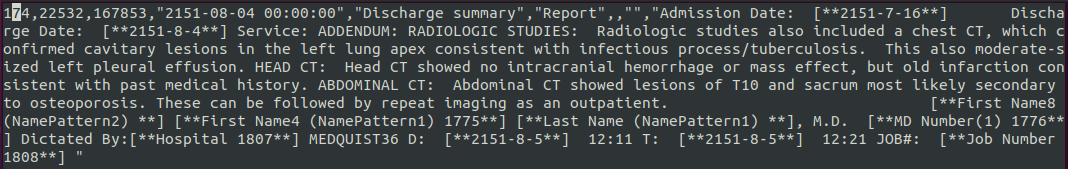 174,22532,167853,"2151-08-04 00:00:00","Discharge summary","Report",,"","Admission Date:  [**2151-7-16**]       Discha
rge Date:  [**2151-8-4**] Service: ADDENDUM: RADIOLOGIC STUDIES:  Radiologic studies also included a chest CT, which c
onfirmed cavitary lesions in the left lung apex consistent with infectious process/tuberculosis.  This also moderate-s
ized left pleural effusion. HEAD CT:  Head CT showed no intracranial hemorrhage or mass effect, but old infarction con
sistent with past medical history. ABDOMINAL CT:  Abdominal CT showed lesions of T10 and sacrum most likely secondary
to osteoporosis. These can be followed by repeat imaging as an outpatient.                             [**First Name8
(NamePattern2) **] [**First Name4 (NamePattern1) 1775**] [**Last Name (NamePattern1) **], M.D.  [**MD Number(1) 1776**
] Dictated By:[**Hospital 1807**] MEDQUIST36 D:  [**2151-8-5**]  12:11 T:  [**2151-8-5**]  12:21 JOB#:  [**Job Number
1808**] "